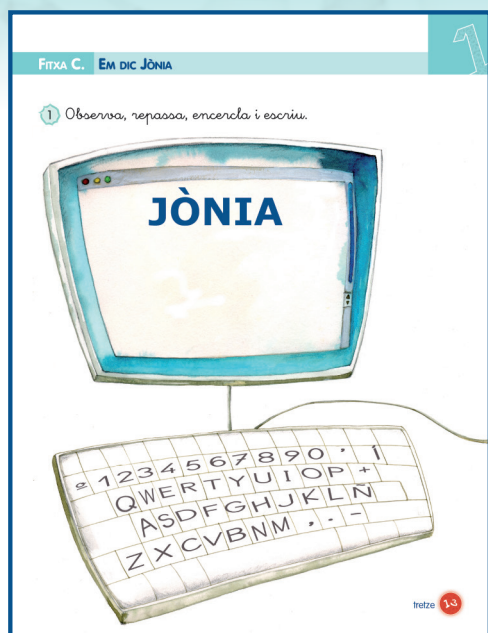 1
FITXA C. EM DIC JÒNIA
1 Observa, repassa, encercla i escriu.
JÒNIA
º 1 2 3 4 5 6 7 8 9 0 ' Í
Q W E R T Y U I O P +
A S D F G H J K L Ñ
Z X C V B N M , . -
tretze 13